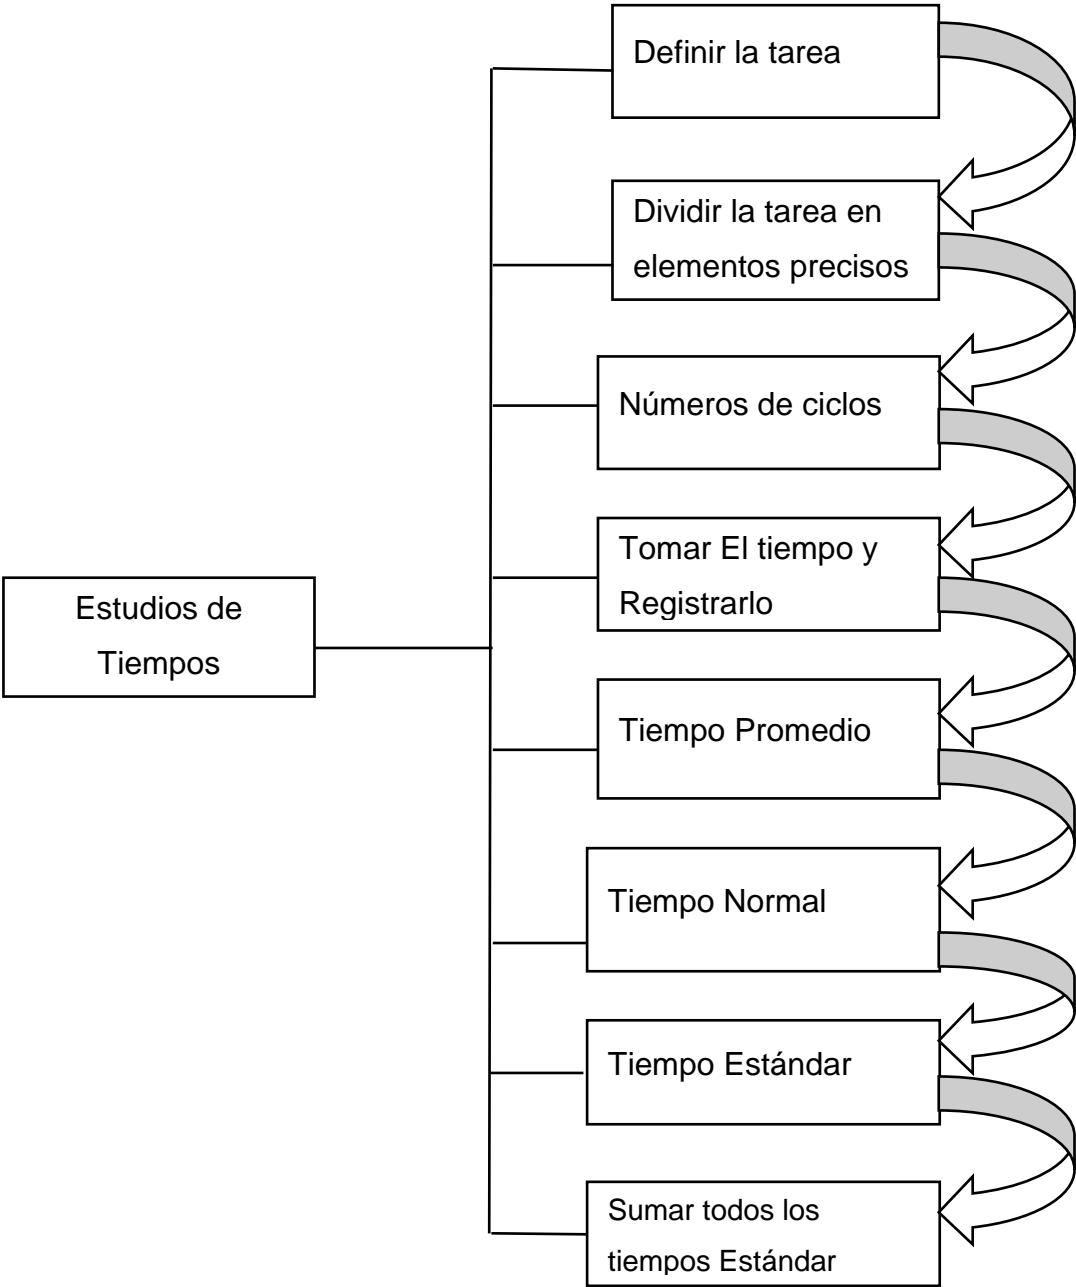 Definir la tarea
Dividir la tarea en
elementos precisos
Números de ciclos
Tomar El tiempo y
Registrarlo
Estudios de
Tiempos
Tiempo Promedio
Tiempo Normal
Tiempo Estándar
Sumar todos los
tiempos Estándar